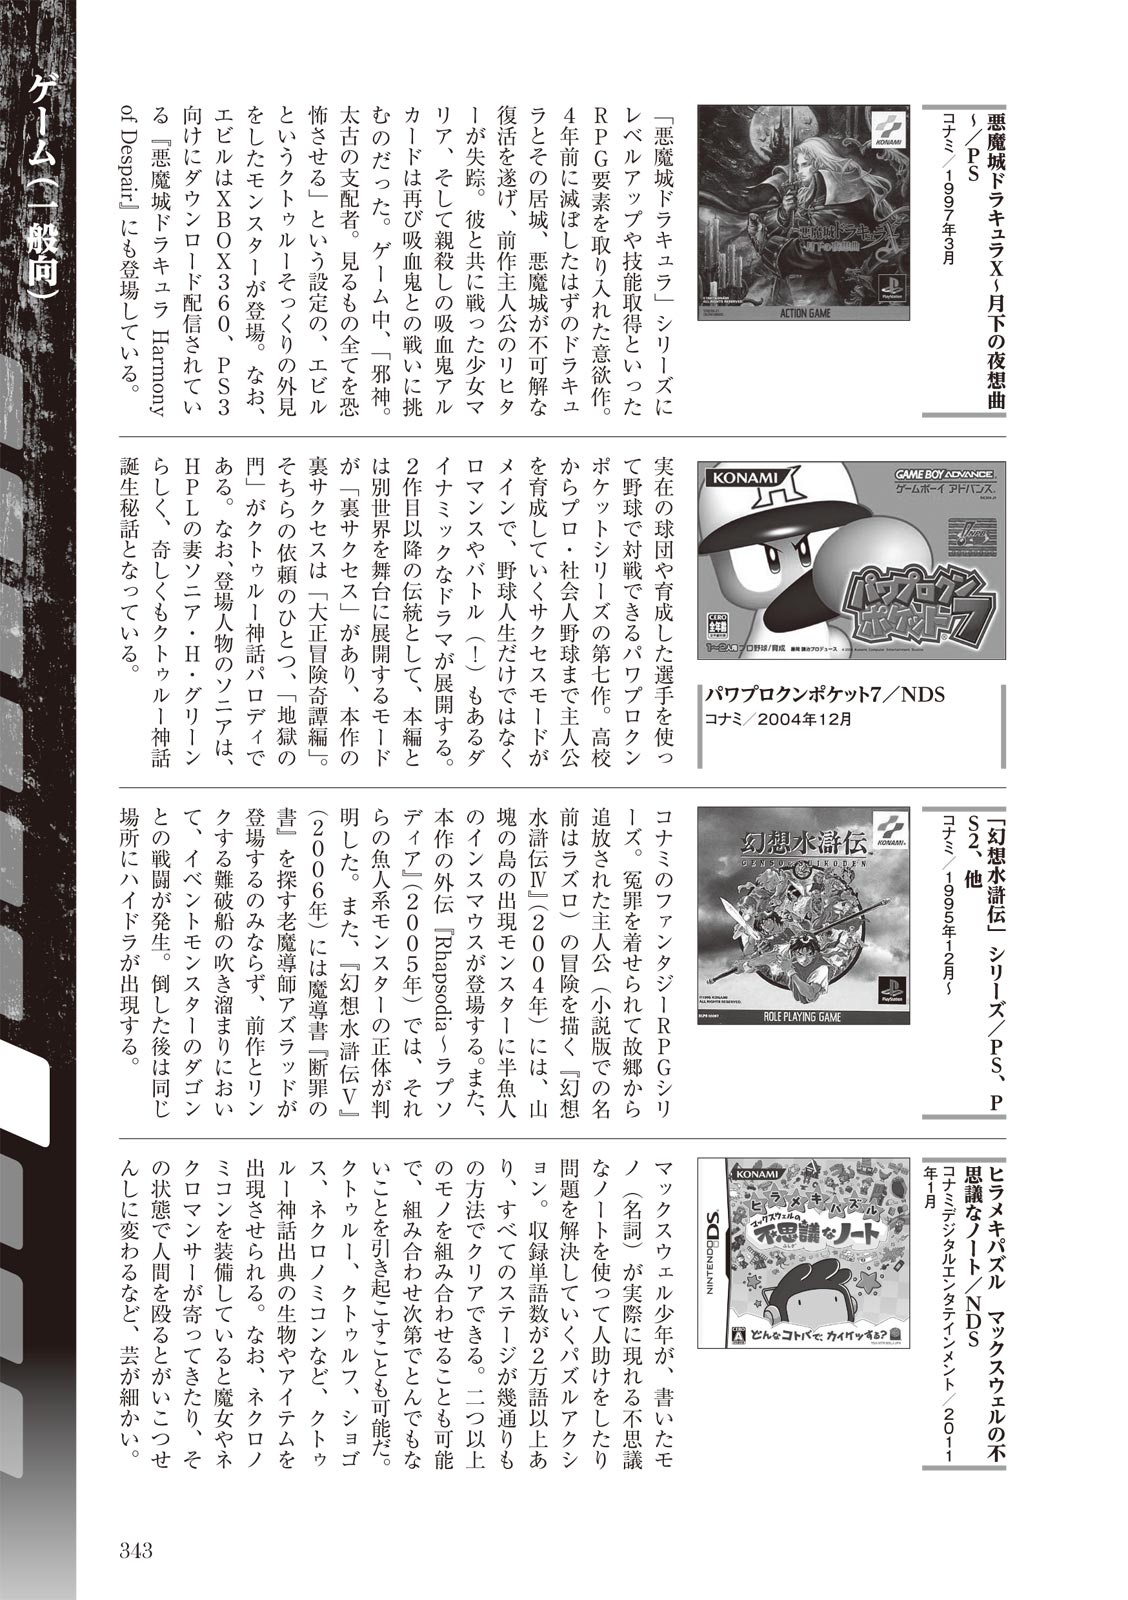 ゲーム（一般向）
悪魔城ドラキュラX～月下の夜想曲
～／PS
コナミ／1997年3月
KONAMI
悪魔城ドラキュラX
月下の夜想曲
PlayStation
ACTION GAME
「悪魔城ドラキュラ」シリーズに
レベルアップや技能取得といった
RPG要素を取り入れた意欲作。
4年前に滅ぼしたはずのドラキュ
ラとその居城、悪魔城が不可解な
復活を遂げ、前作主人公のリヒタ
ーが失踪。彼と共に戦った少女マ
リア、そして親殺しの吸血鬼アル
カードは再び吸血鬼との戦いに挑
むのだった。ゲーム中、「邪神。
太古の支配者。見るもの全てを恐
怖させる」という設定の、エビル
というクトゥルーそっくりの外見
をしたモンスターが登場。なお、
エビルはXBOX360、PS3
向けにダウンロード配信されてい
る『悪魔城ドラキュラ Harmony
of Despair』にも登場している。
KONAMI
GAME BOY ADVANCE
ゲームボーイアドバンス
CERO
全年齢
パワプロクン
ポケット7
1～2人用 プロ野球/育成
パワプロクンポケット7／NDS
コナミ／2004年12月
実在の球団や育成した選手を使っ
て野球で対戦できるパワプロクン
ポケットシリーズの第七作。高校
からプロ・社会人野球まで主人公
を育成していくサクセスモードが
メインで、野球人生だけではなく
ロマンスやバトル（！）もあるダ
イナミックなドラマが展開する。
2作目以降の伝統として、本編と
は別世界を舞台に展開するモード
が「裏サクセス」があり、本作の
裏サクセスは「大正冒険奇譚編」。
そちらの依頼のひとつ、「地獄の
門」がクトゥルー神話パロディで
ある。なお、登場人物のソニアは、
HPLの妻ソニア・H・グリーン
らしく、奇しくもクトゥルー神話
誕生秘話となっている。
「幻想水滸伝」シリーズ／PS、P
S2、他
コナミ／1995年12月～
KONAMI
幻想水滸伝
GENSO SUIKODEN
PlayStation
ROLE PLAYING GAME
コナミのファンタジーRPGシリ
ーズ。冤罪を着せられて故郷から
追放された主人公（小説版での名
前はラズロ）の冒険を描く『幻想
水滸伝Ⅳ』（2004年）には、山
塊の島の出現モンスターに半魚人
のインスマウスが登場する。また、
本作の外伝『Rhapsodia～ラプソ
ディア』（2005年）では、それ
らの魚人系モンスターの正体が判
明した。また、『幻想水滸伝Ⅴ』
（2006年）には魔導書『断罪の
書』を探す老魔導師アズラッドが
登場するのみならず、前作とリン
クする難破船の吹き溜まりにおい
て、イベントモンスターのダゴン
との戦闘が発生。倒した後は同じ
場所にハイドラが出現する。
ヒラメキパズル マックスウェルの不
思議なノート／NDS
コナミデジタルエンタテインメント／2011
年1月
KONAMI
NINTENDO DS
ヒラメキパズル
マックスウェルの
不思議なノート
どんなコトバで、カイケツする？
マックスウェル少年が、書いたモ
ノ（名詞）が実際に現れる不思議
なノートを使って人助けをしたり
問題を解決していくパズルアクシ
ョン。収録単語数が2万語以上あ
り、すべてのステージが幾通りも
の方法でクリアできる。二つ以上
のモノを組み合わせることも可能
で、組み合わせ次第でとんでもな
いことを引き起こすことも可能だ。
クトゥルー、クトゥルフ、ショゴ
ス、ネクロノミコンなど、クトゥ
ルー神話出典の生物やアイテムを
出現させられる。なお、ネクロノ
ミコンを装備していると魔女やネ
クロマンサーが寄ってきたり、そ
の状態で人間を殴るとがいこつせ
んしに変わるなど、芸が細かい。
343